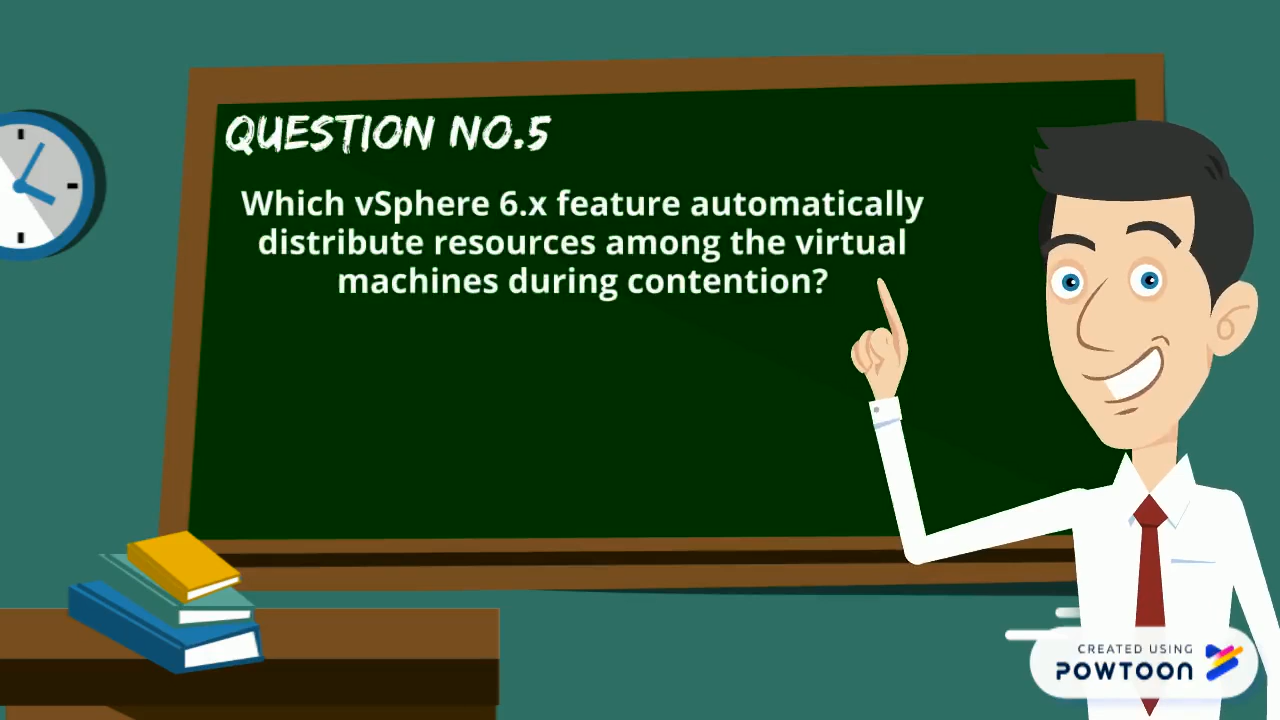 QUESTION NO.5
Which vSphere 6.x feature automatically
distribute resources among the virtual
machines during contention?
CREATED USING
POWTOON